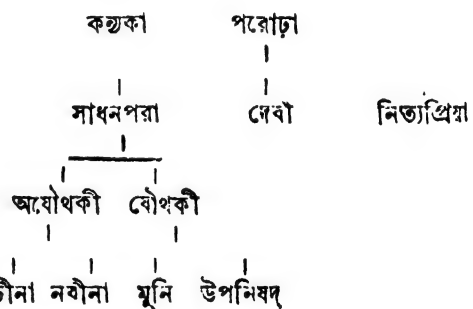 কন্যকা পরোঢ়া
সাধনপরা দেবী নিত্যপ্রিয়া
অযৌথকী যৌথকী
চীনা নবীনা মুনি উপনিষদ্